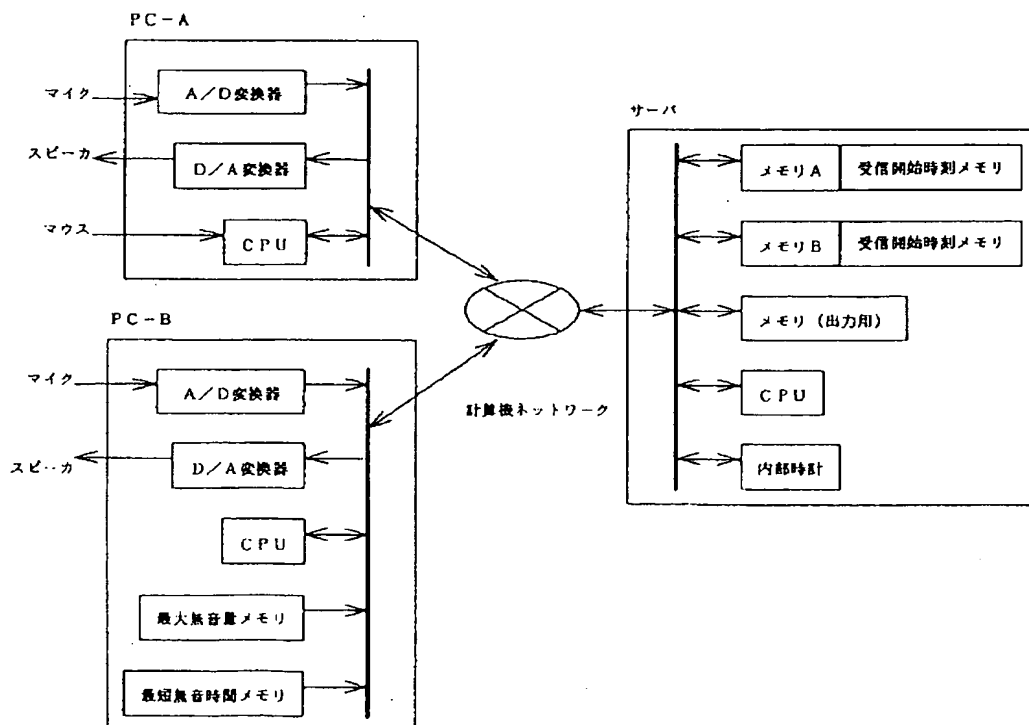 PC-A
マイク
A/D変換器
スピーカ
D/A変換器
マウス
CPU
PC-B
マイク
A/D変換器
スピーカ
D/A変換器
CPU
最大無音量メモリ
最短無音時間メモリ
計算機ネットワーク
サーバ
メモリA
受信開始時刻メモリ
メモリB
受信開始時刻メモリ
メモリ(出力用)
CPU
内部時計